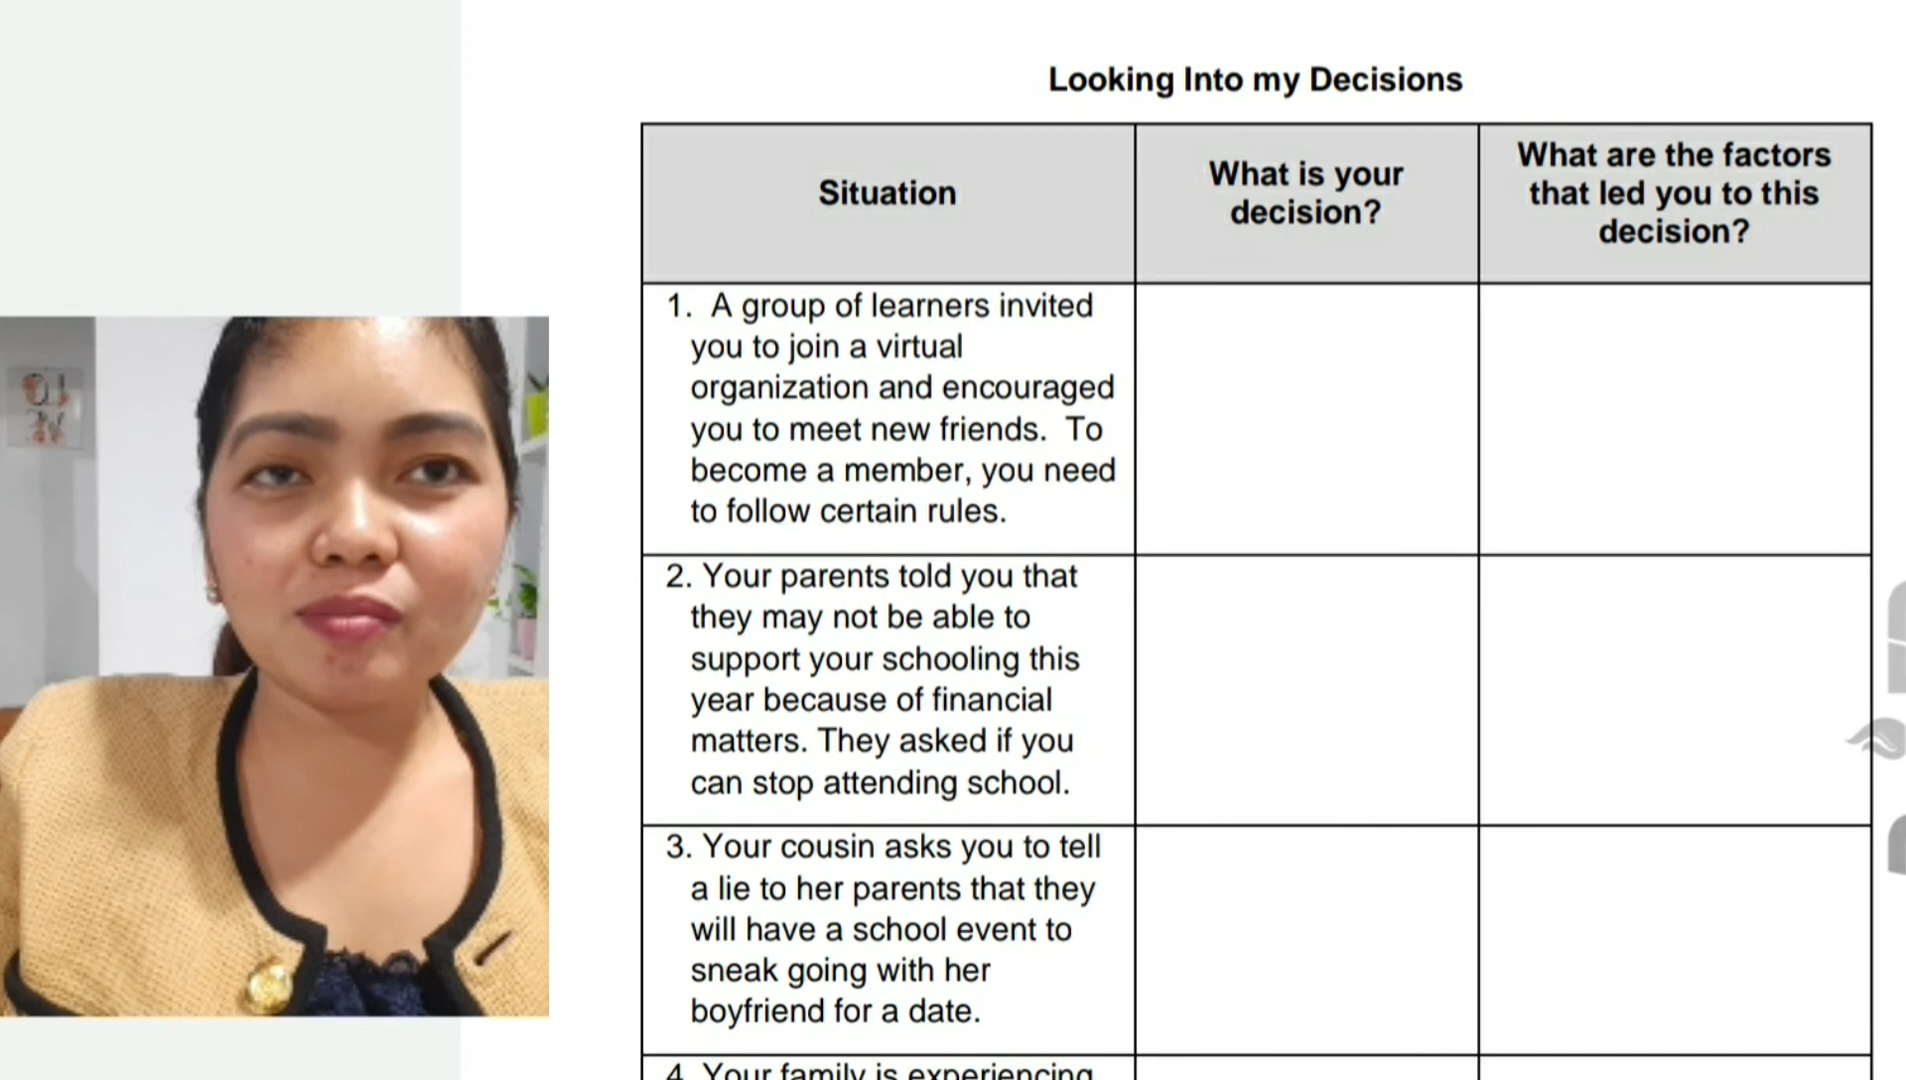 Looking Into my Decisions
Situation
What is your
decision?
What are the factors
that led you to this
decision?
1. A group of learners invited
you to join a virtual
organization and encouraged
you to meet new friends. To
become a member, you need
to follow certain rules.
2. Your parents told you that
they may not be able to
support your schooling this
year because of financial
matters. They asked if you
can stop attending school.
3. Your cousin asks you to tell
a lie to her parents that they
will have a school event to
sneak going with her
boyfriend for a date.
4. Your family is experiencing